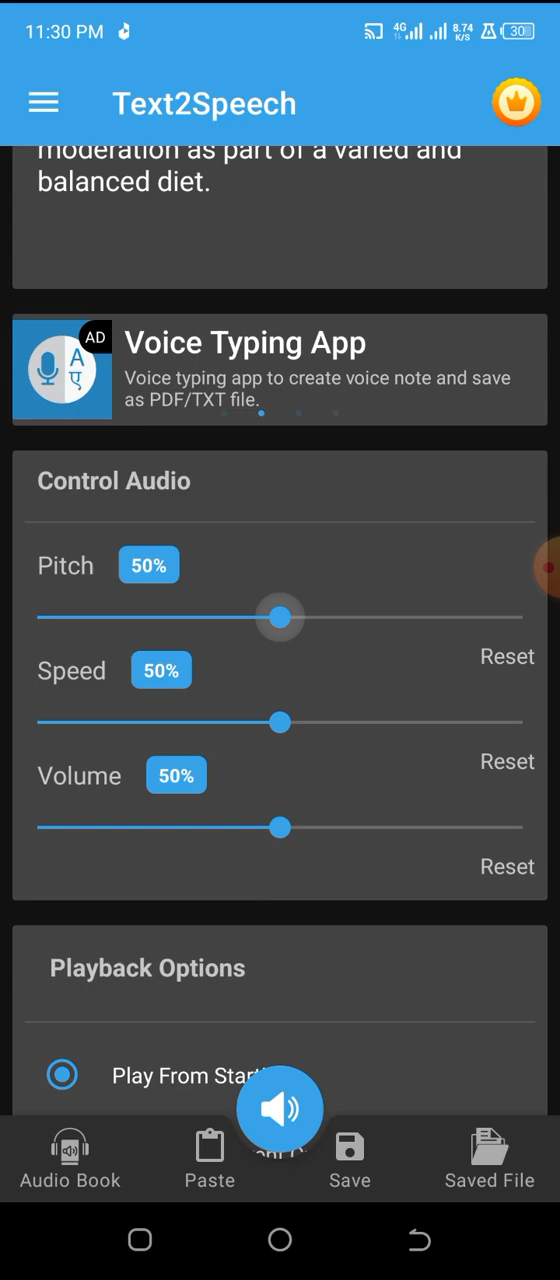 11:30 PM
4G
8.74
K/S
30
Text2Speech
moderation as part of a varied and
balanced diet.
AD
A
ए
Voice Typing App
Voice typing app to create voice note and save
as PDF/TXT file.
Control Audio
Pitch 50%
Reset
Speed 50%
Reset
Volume 50%
Reset
Playback Options
Play From Start
Audio Book
Paste
Save
Saved File